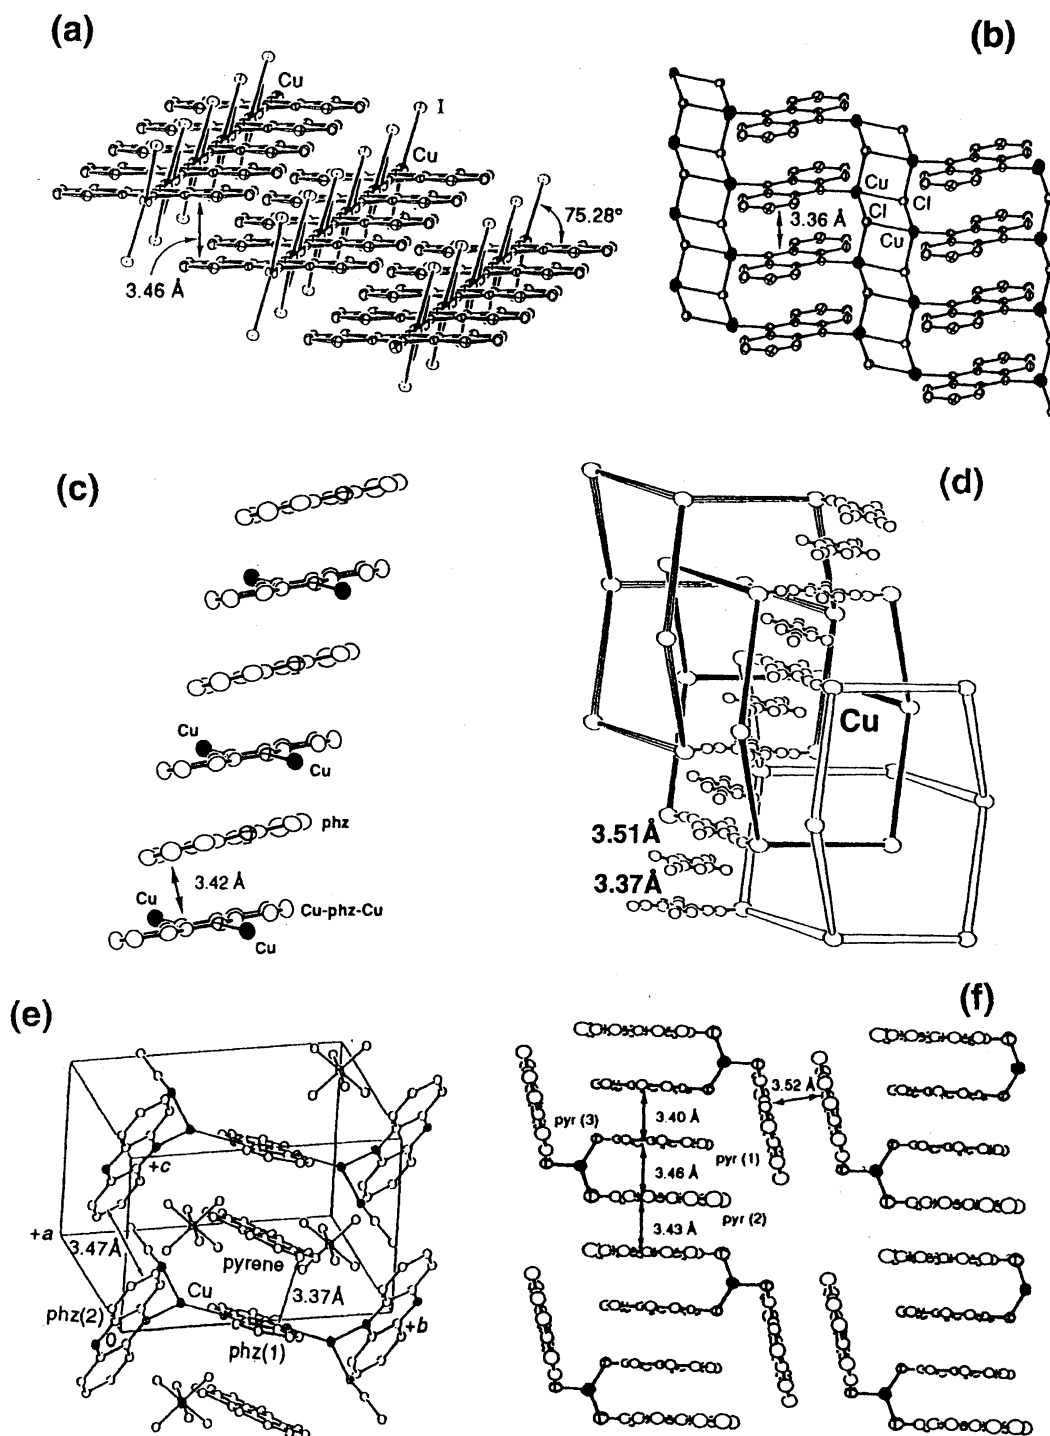 (a)
Cu
I
Cu
75.28°
3.46 Å
(b)
Cu
Cl
Cl
3.36 Å
Cu
(c)
Cu
Cu
phz
3.42 Å
Cu
Cu-phz-Cu
Cu
(d)
Cu
3.51Å
3.37Å
(e)
+c
+a
3.47Å
pyrene
Cu
3.37Å
phz(2)
0
+b
phz(1)
(f)
3.52 Å
3.40 Å
pyr (3)
pyr (1)
3.46 Å
pyr (2)
3.43 Å